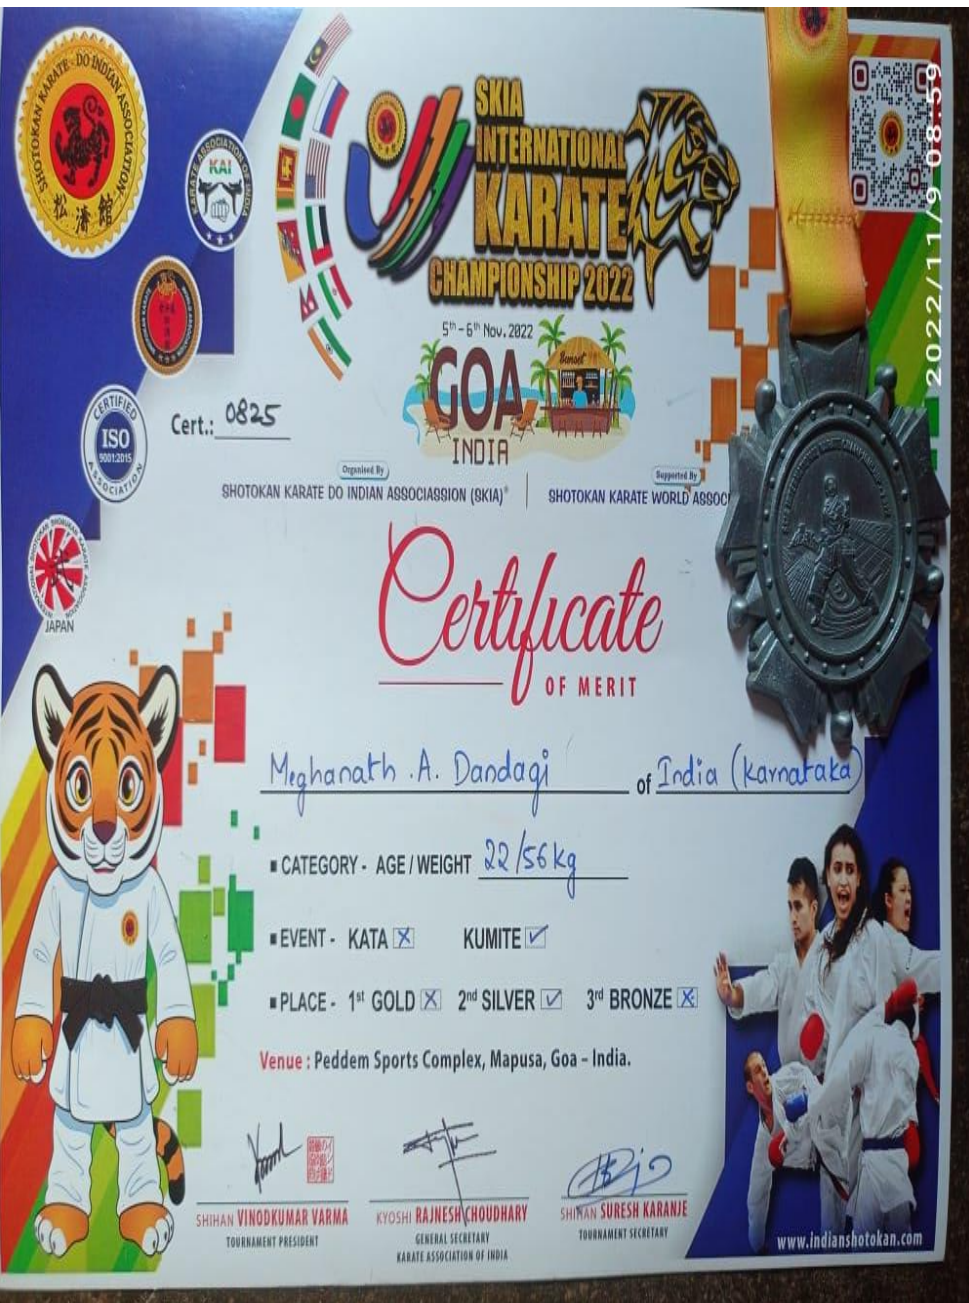 SHOTOKAN KARATE - DO INDIAN ASSOCIATION
松濤館
KARATE ASSOCIATION OF INDIA
KAI
SKIA
INTERNATIONAL
KARATE
CHAMPIONSHIP 2022
5th - 6th Nov. 2022
GOA
INDIA
Sunset
2022/11/9 08:59
CERTIFIED
ISO
9001:2015
ASSOCIATION
Cert.: 0825
Organised By
SHOTOKAN KARATE DO INDIAN ASSOCIASSION (SKIA)®
Supported By
SHOTOKAN KARATE WORLD ASSOC
JAPAN
Certificate
OF MERIT
Meghanath .A. Dandagi of India (Karnataka)
CATEGORY - AGE / WEIGHT 22/56 kg
EVENT - KATA ☒ KUMITE ☑
PLACE - 1st GOLD ☒ 2nd SILVER ☑ 3rd BRONZE ☒
Venue : Peddem Sports Complex, Mapusa, Goa – India.
SHIHAN VINODKUMAR VARMA
TOURNAMENT PRESIDENT
KYOSHI RAJNESH CHOUDHARY
GENERAL SECRETARY
KARATE ASSOCIATION OF INDIA
SHIHAN SURESH KARANJE
TOURNAMENT SECRETARY
www.indianshotokan.com